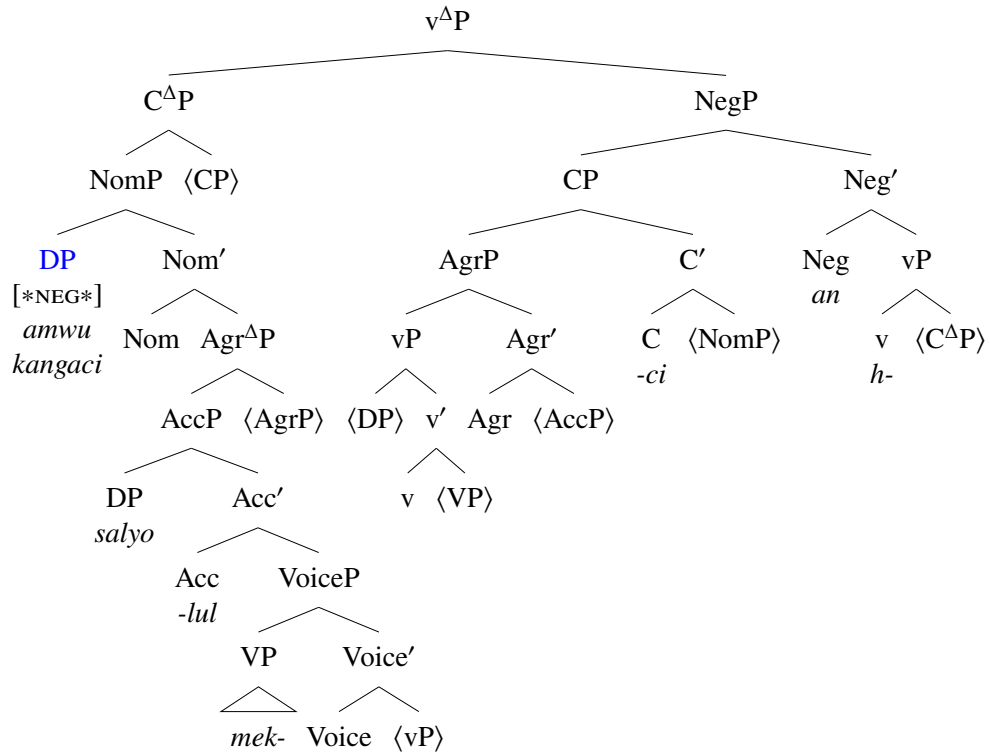 v^ΔP
C^ΔP NegP
NomP ⟨CP⟩ CP Neg′
DP Nom′ AgrP C′ Neg vP
[*NEG*] an
amwu Nom Agr^ΔP vP Agr′ C ⟨NomP⟩ v ⟨C^ΔP⟩
kangaci -ci h-
AccP ⟨AgrP⟩ ⟨DP⟩ v′ Agr ⟨AccP⟩
DP Acc′ v ⟨VP⟩
salyo
Acc VoiceP
-lul
VP Voice′
mek- Voice ⟨vP⟩